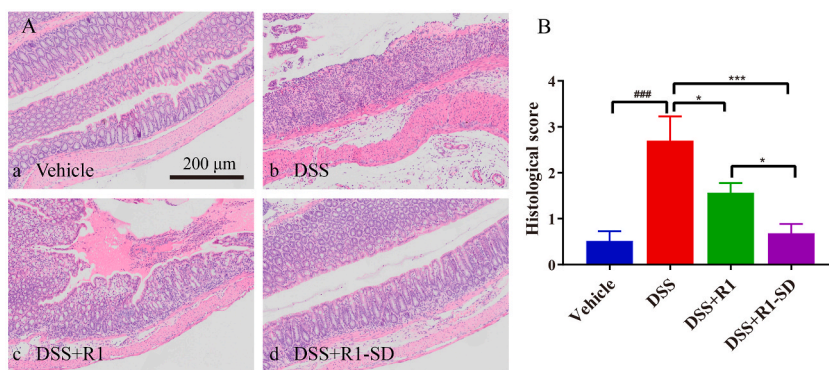 A
a Vehicle
200 μm
b DSS
c DSS+R1
d DSS+R1-SD
B
Histological score
4
3
2
1
0
###
*
***
*
Vehicle
DSS
DSS+R1
DSS+R1-SD